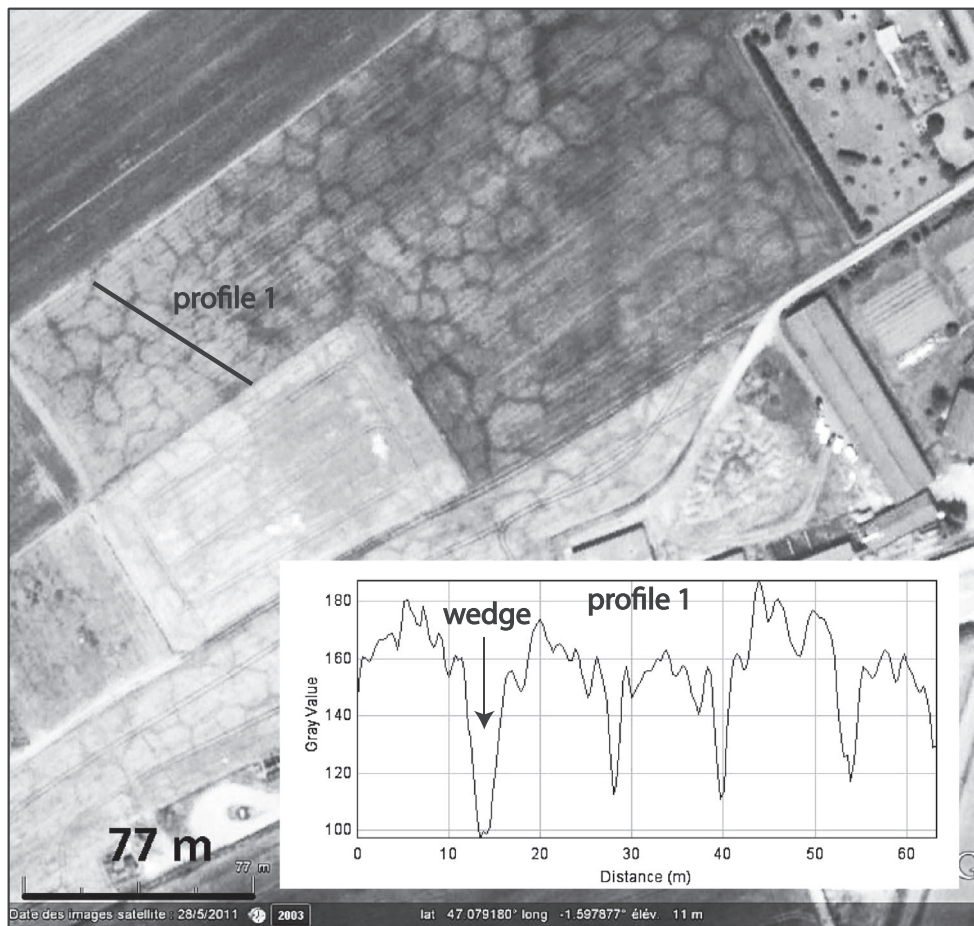 profile 1
wedge
profile 1
180
160
140
120
100
Gray Value
0
10
20
30
40
50
60
Distance (m)
77 m
77 m
Date des images satellite : 28/5/2011
2003
lat 47.079180° long -1.597877° élév. 11 m